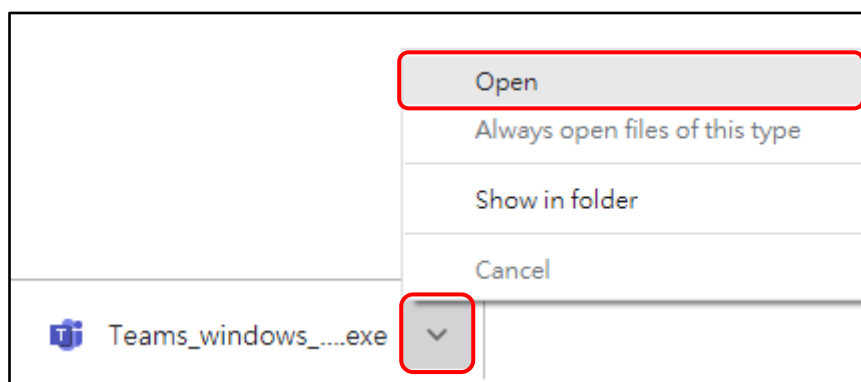 Open
Always open files of this type
Show in folder
Cancel
Teams_windows_....exe